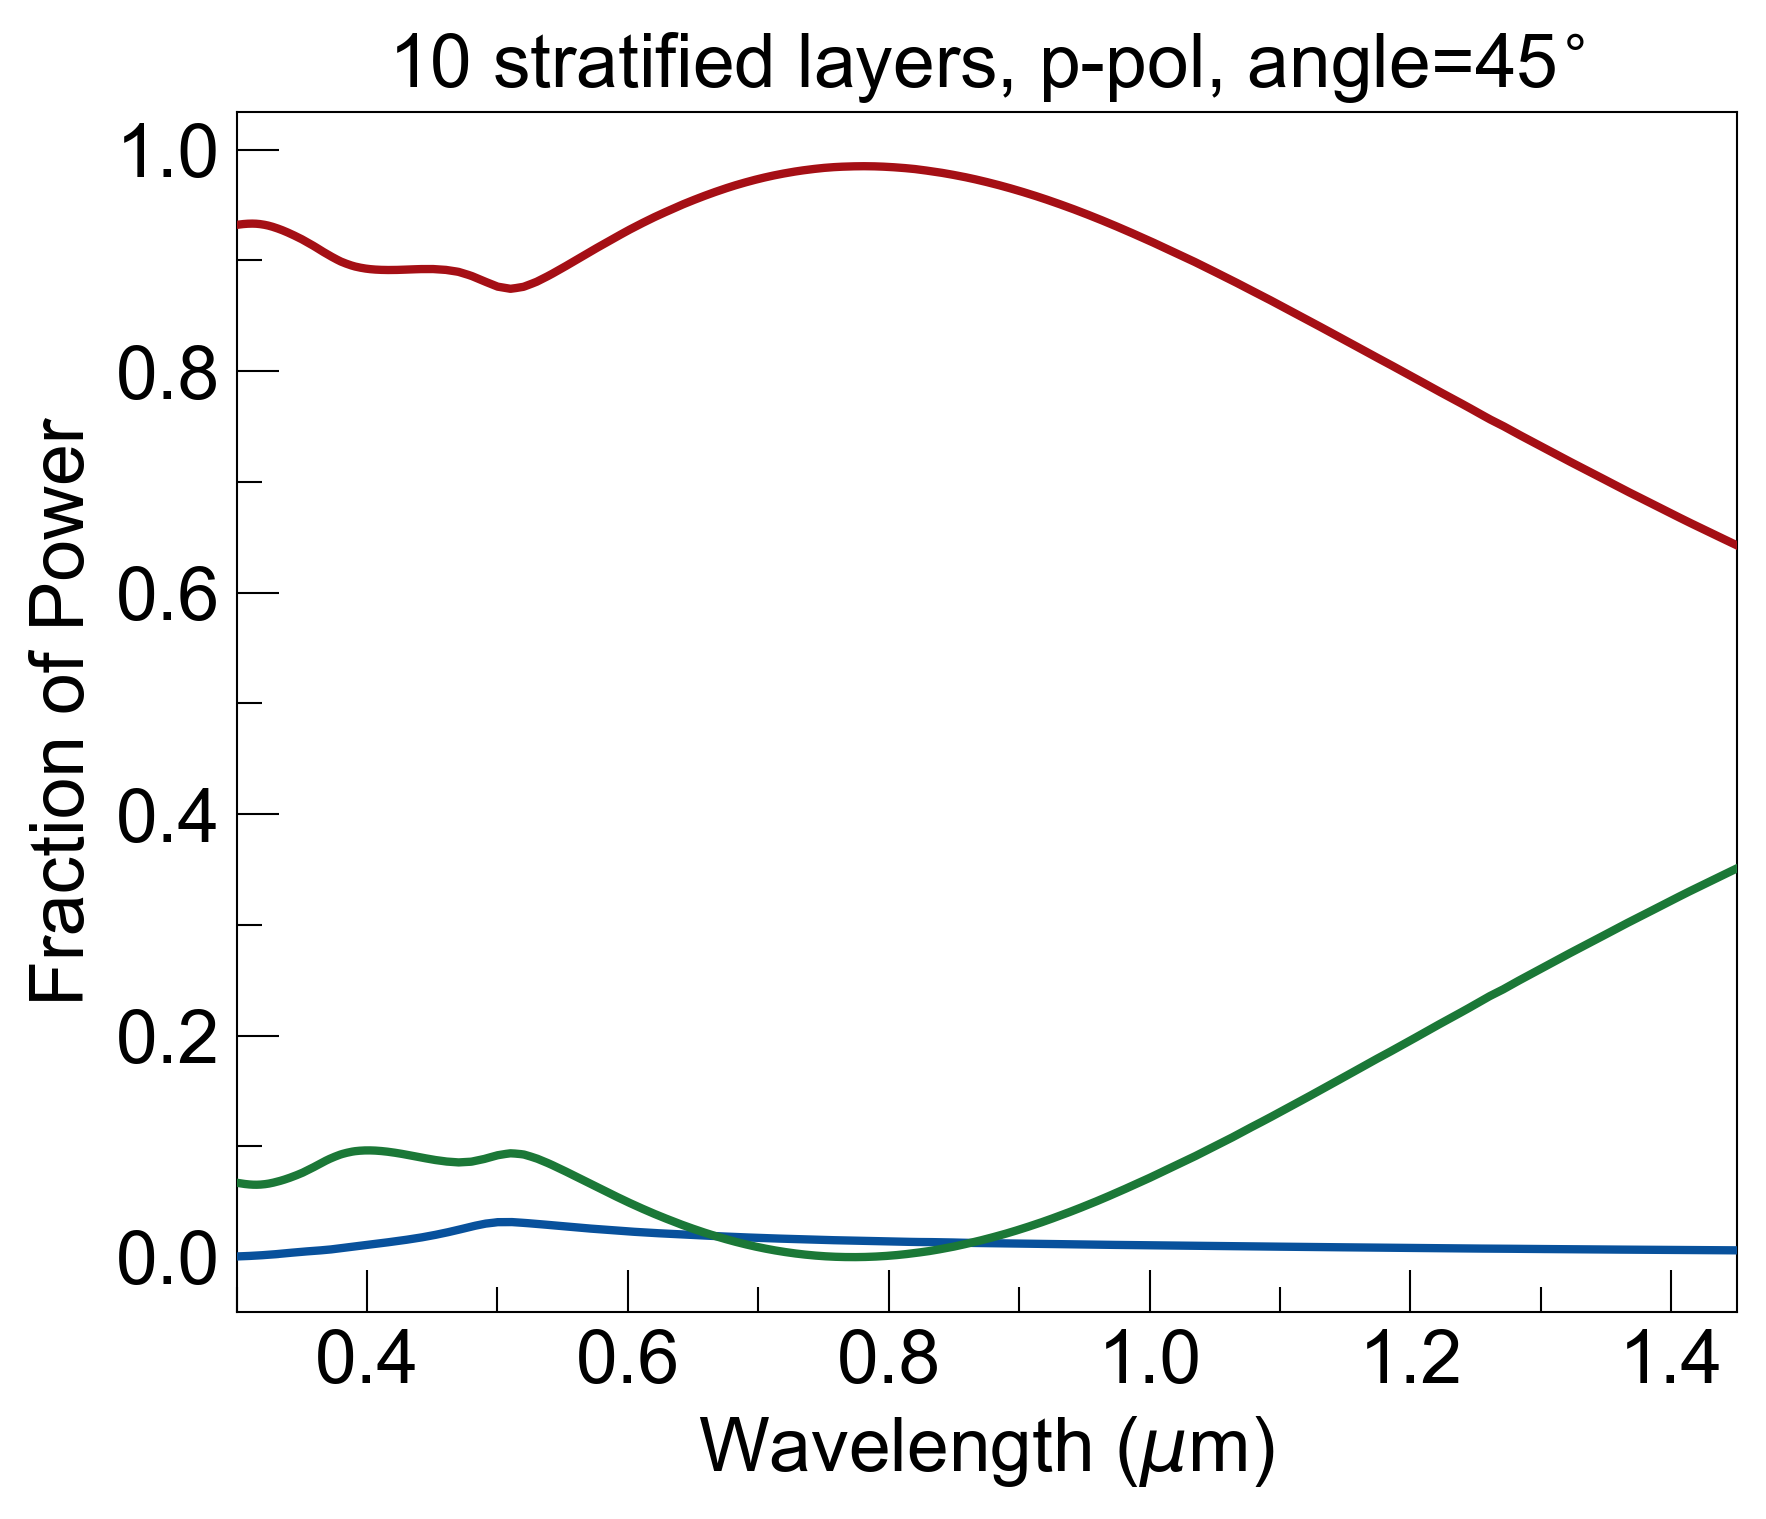 10 stratified layers, p-pol, angle=45°
Fraction of Power
1.0
0.8
0.6
0.4
0.2
0.0
0.4 0.6 0.8 1.0 1.2 1.4
Wavelength (μm)